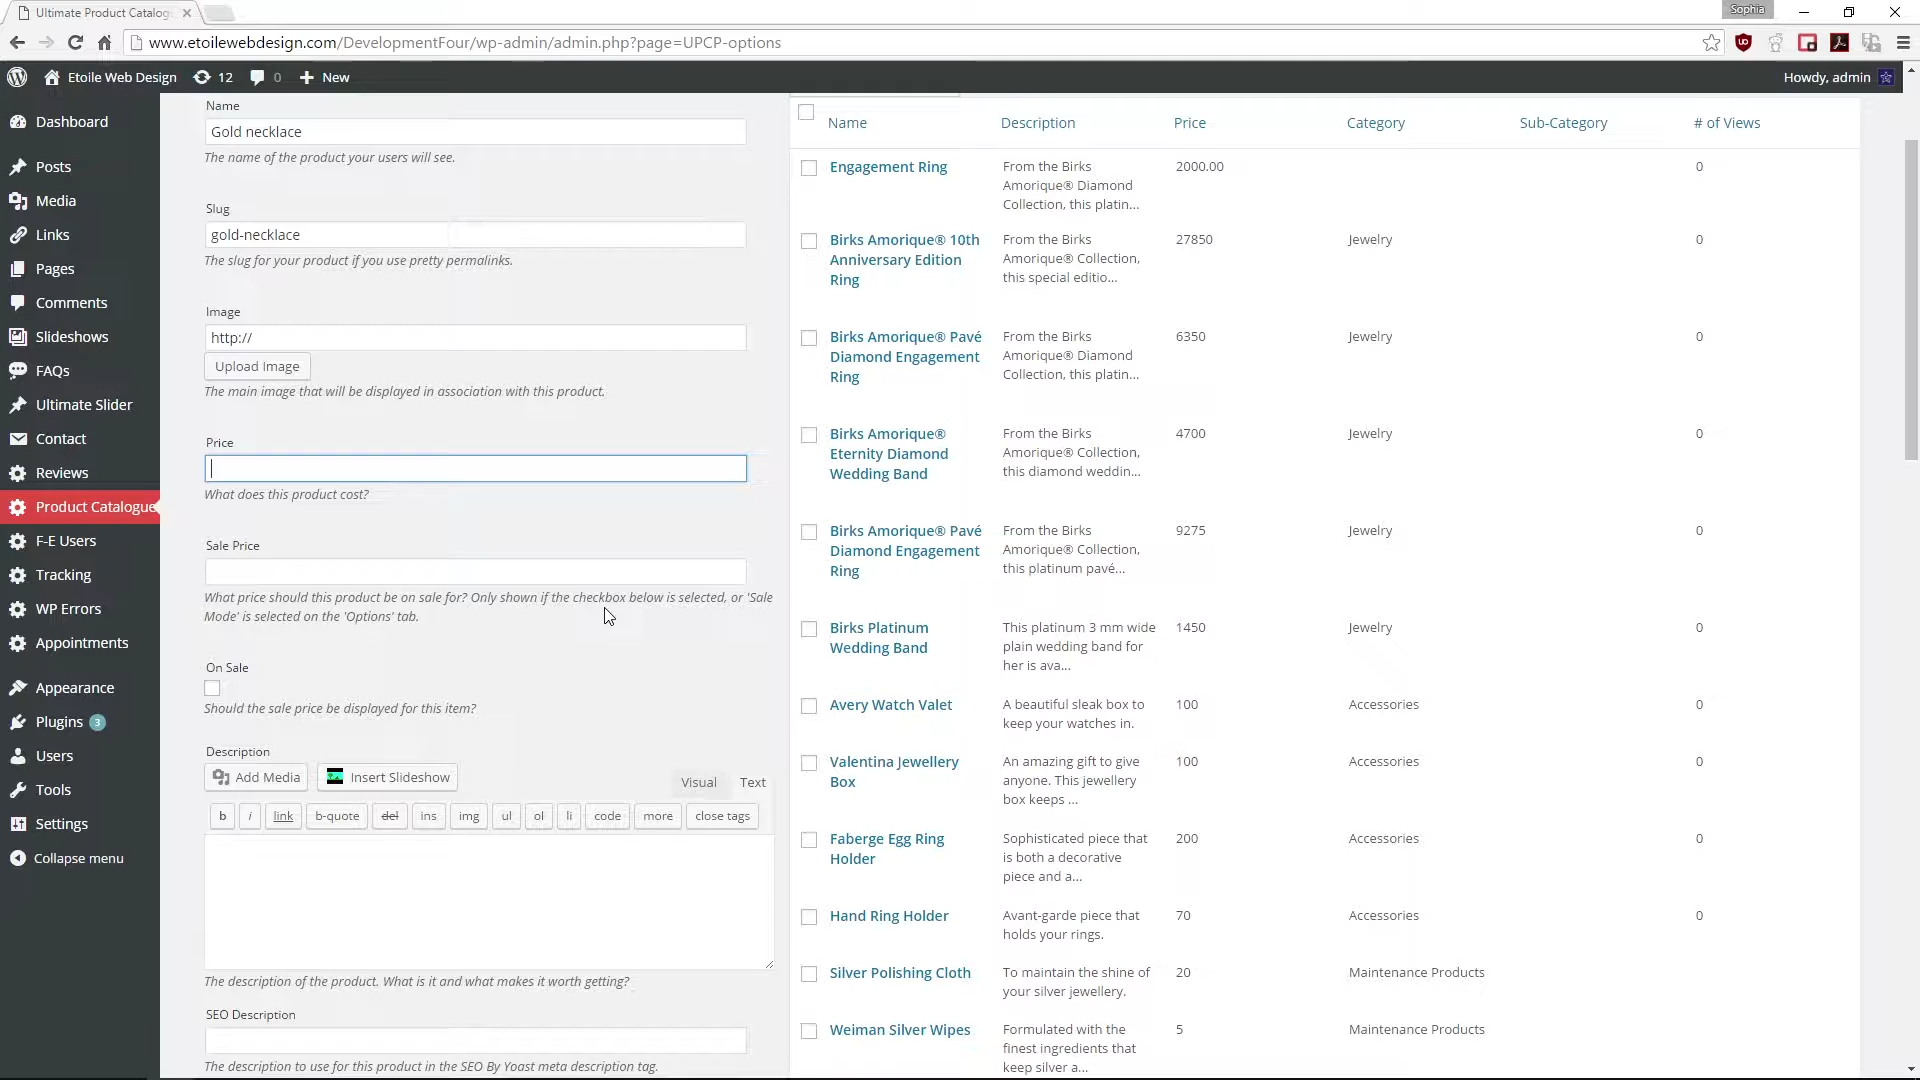 Ultimate Product Catalog
Sophia
www.etoilewebdesign.com/DevelopmentFour/wp-admin/admin.php?page=UPCP-options
Etoile Web Design
12
0
New
Howdy, admin
Dashboard
Posts
Media
Links
Pages
Comments
Slideshows
FAQs
Ultimate Slider
Contact
Reviews
Product Catalogue
F-E Users
Tracking
WP Errors
Appointments
Appearance
Plugins 3
Users
Tools
Settings
Collapse menu
Name
Gold necklace
The name of the product your users will see.
Slug
gold-necklace
The slug for your product if you use pretty permalinks.
Image
http://
Upload Image
The main image that will be displayed in association with this product.
Price
What does this product cost?
Sale Price
What price should this product be on sale for? Only shown if the checkbox below is selected, or 'Sale
Mode' is selected on the 'Options' tab.
On Sale
Should the sale price be displayed for this item?
Description
Add Media
Insert Slideshow
Visual
Text
b i link b-quote del ins img ul ol li code more close tags
The description of the product. What is it and what makes it worth getting?
SEO Description
The description to use for this product in the SEO By Yoast meta description tag.
Name Description Price Category Sub-Category # of Views
Engagement Ring
From the Birks
Amorique® Diamond
Collection, this platin...
2000.00
0
Birks Amorique® 10th
Anniversary Edition
Ring
From the Birks
Amorique® Collection,
this special editio...
27850
Jewelry
0
Birks Amorique® Pavé
Diamond Engagement
Ring
From the Birks
Amorique® Diamond
Collection, this platin...
6350
Jewelry
0
Birks Amorique®
Eternity Diamond
Wedding Band
From the Birks
Amorique® Collection,
this diamond weddin...
4700
Jewelry
0
Birks Amorique® Pavé
Diamond Engagement
Ring
From the Birks
Amorique® Collection,
this platinum pavé...
9275
Jewelry
0
Birks Platinum
Wedding Band
This platinum 3 mm wide
plain wedding band for
her is ava...
1450
Jewelry
0
Avery Watch Valet
A beautiful sleak box to
keep your watches in.
100
Accessories
0
Valentina Jewellery
Box
An amazing gift to give
anyone. This jewellery
box keeps ...
100
Accessories
0
Faberge Egg Ring
Holder
Sophisticated piece that
is both a decorative
piece and a...
200
Accessories
0
Hand Ring Holder
Avant-garde piece that
holds your rings.
70
Accessories
0
Silver Polishing Cloth
To maintain the shine of
your silver jewellery.
20
Maintenance Products
Weiman Silver Wipes
Formulated with the
finest ingredients that
keep silver a...
5
Maintenance Products